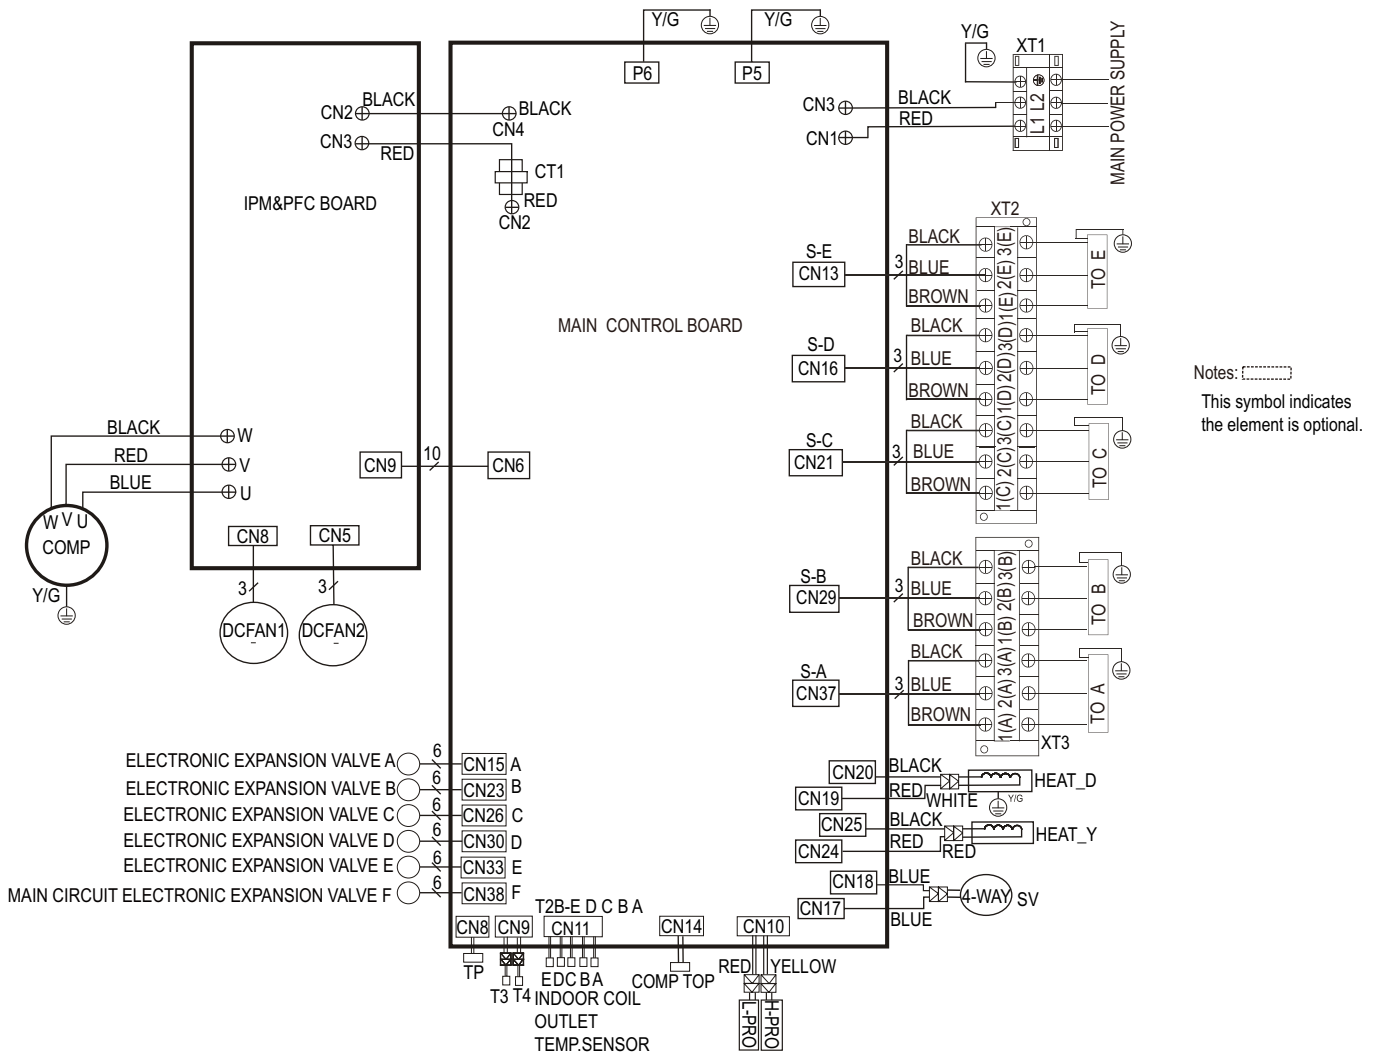 Y/G
Y/G
P6
P5
Y/G
XT1
MAIN POWER SUPPLY
L1 L2
CN3 BLACK
CN1 RED
CN2 BLACK
BLACK
CN4
CN3
RED
CT1
RED
CN2
IPM&PFC BOARD
MAIN CONTROL BOARD
XT2
S-E
CN13
3
BLACK
BLUE
BROWN
1(E) 2(E) 3(E)
TO E
S-D
CN16
3
BLACK
BLUE
BROWN
1(D) 2(D) 3(D)
TO D
S-C
CN21
3
BLACK
BLUE
BROWN
1(C) 2(C) 3(C)
TO C
Notes:
This symbol indicates
the element is optional.
BLACK W
RED V
BLUE U
W V U
COMP
Y/G
CN9
10
CN6
CN8
CN5
3
3
DCFAN1
DCFAN2
S-B
CN29
3
BLACK
BLUE
BROWN
1(B) 2(B) 3(B)
TO B
S-A
CN37
3
BLACK
BLUE
BROWN
1(A) 2(A) 3(A)
TO A
XT3
ELECTRONIC EXPANSION VALVE A 6 CN15 A
ELECTRONIC EXPANSION VALVE B 6 CN23 B
ELECTRONIC EXPANSION VALVE C 6 CN26 C
ELECTRONIC EXPANSION VALVE D 6 CN30 D
ELECTRONIC EXPANSION VALVE E 6 CN33 E
MAIN CIRCUIT ELECTRONIC EXPANSION VALVE F 6 CN38 F
CN20 BLACK
HEAT_D
CN19 RED WHITE
Y/G
CN25 BLACK
HEAT_Y
CN24 RED RED
CN18 BLUE
4-WAY SV
CN17 BLUE
CN8
TP
CN9
T3 T4
T2B-E D C B A
CN11
E D C B A
INDOOR COIL
OUTLET
TEMP.SENSOR
CN14
COMP TOP
CN10
RED
YELLOW
L-PRO
H-PRO